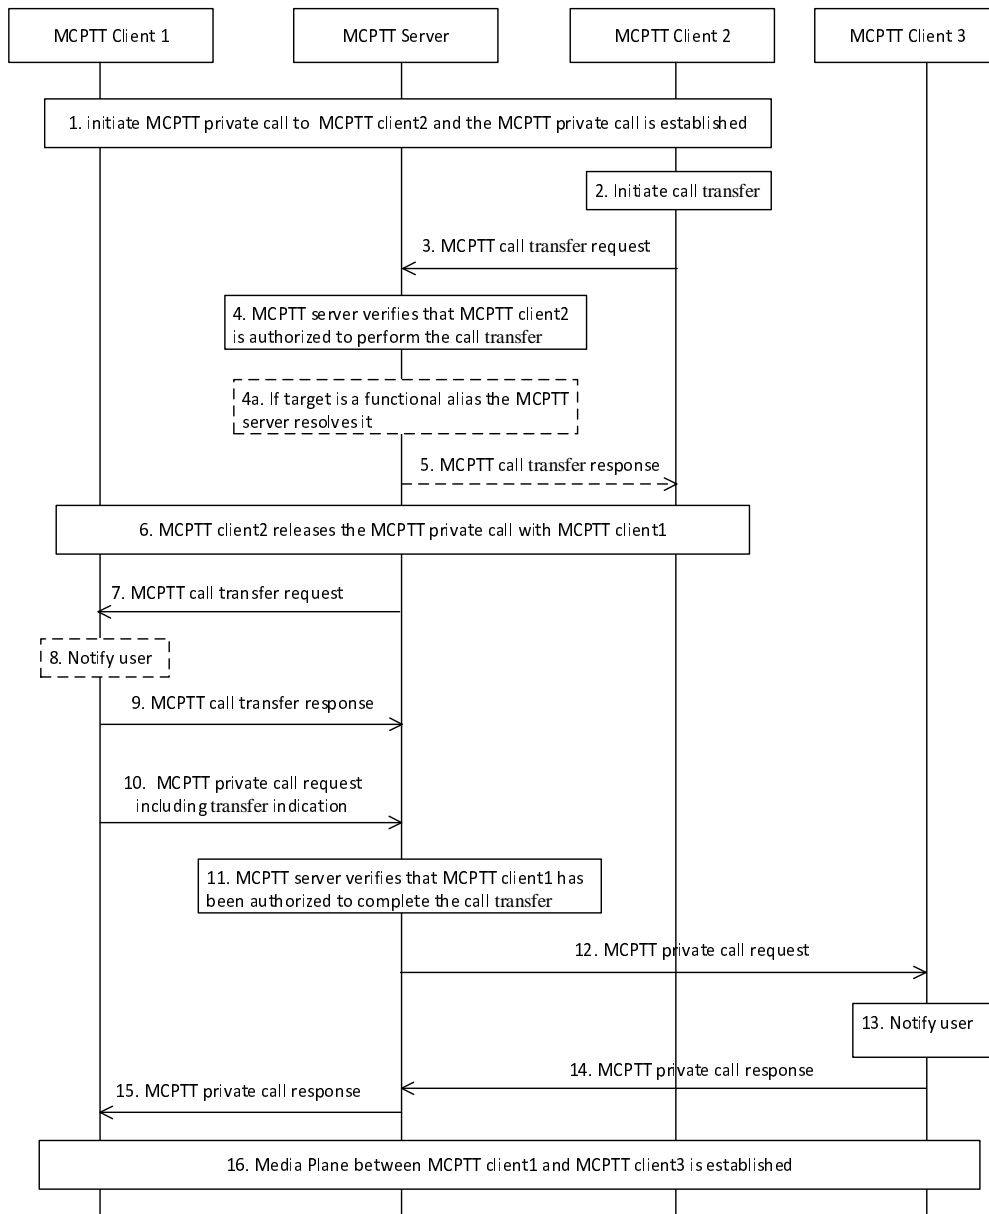 MCPTT Client 1
MCPTT Server
MCPTT Client 2
MCPTT Client 3
1. initiate MCPTT private call to MCPTT client2 and the MCPTT private call is established
2. Initiate call transfer
3. MCPTT call transfer request
4. MCPTT server verifies that MCPTT client2
is authorized to perform the call transfer
4a. If target is a functional alias the MCPTT
server resolves it
5. MCPTT call transfer response
6. MCPTT client2 releases the MCPTT private call with MCPTT client1
7. MCPTT call transfer request
8. Notify user
9. MCPTT call transfer response
10. MCPTT private call request
including transfer indication
11. MCPTT server verifies that MCPTT client1 has
been authorized to complete the call transfer
12. MCPTT private call request
13. Notify user
14. MCPTT private call response
15. MCPTT private call response
16. Media Plane between MCPTT client1 and MCPTT client3 is established